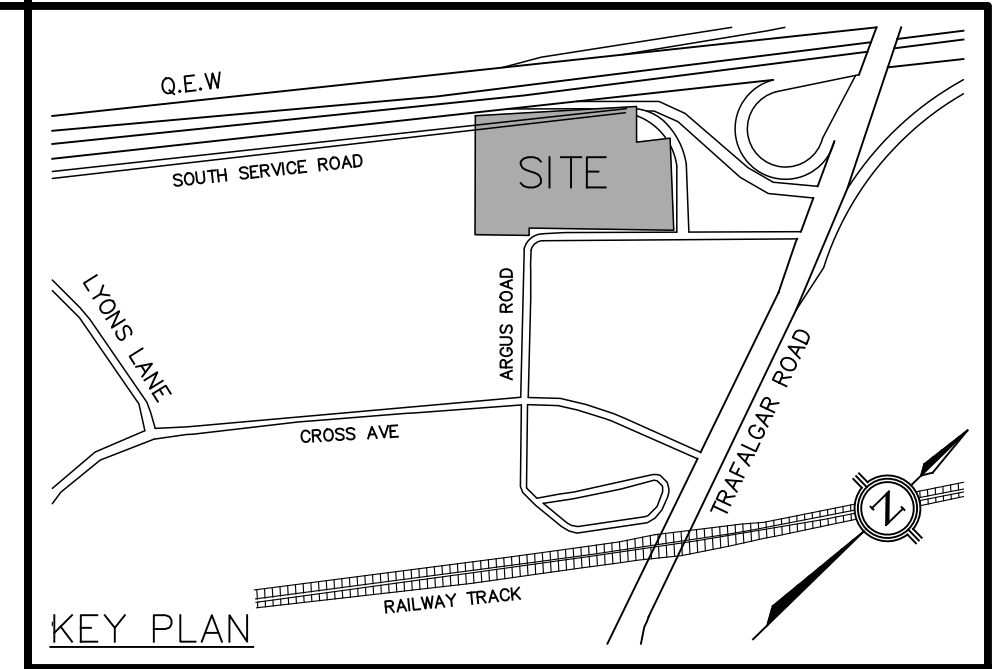 Q.E.W
SOUTH SERVICE ROAD
SITE
LYONS LANE
ARGUS ROAD
CROSS AVE
TRAFALGAR ROAD
N
RAILWAY TRACK
KEY PLAN